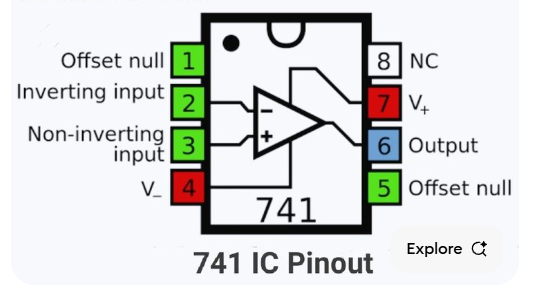 Offset null 1
8 NC
Inverting input 2
7 V+
Non-inverting
input 3
6 Output
V− 4
5 Offset null
−
+
741
741 IC Pinout
Explore